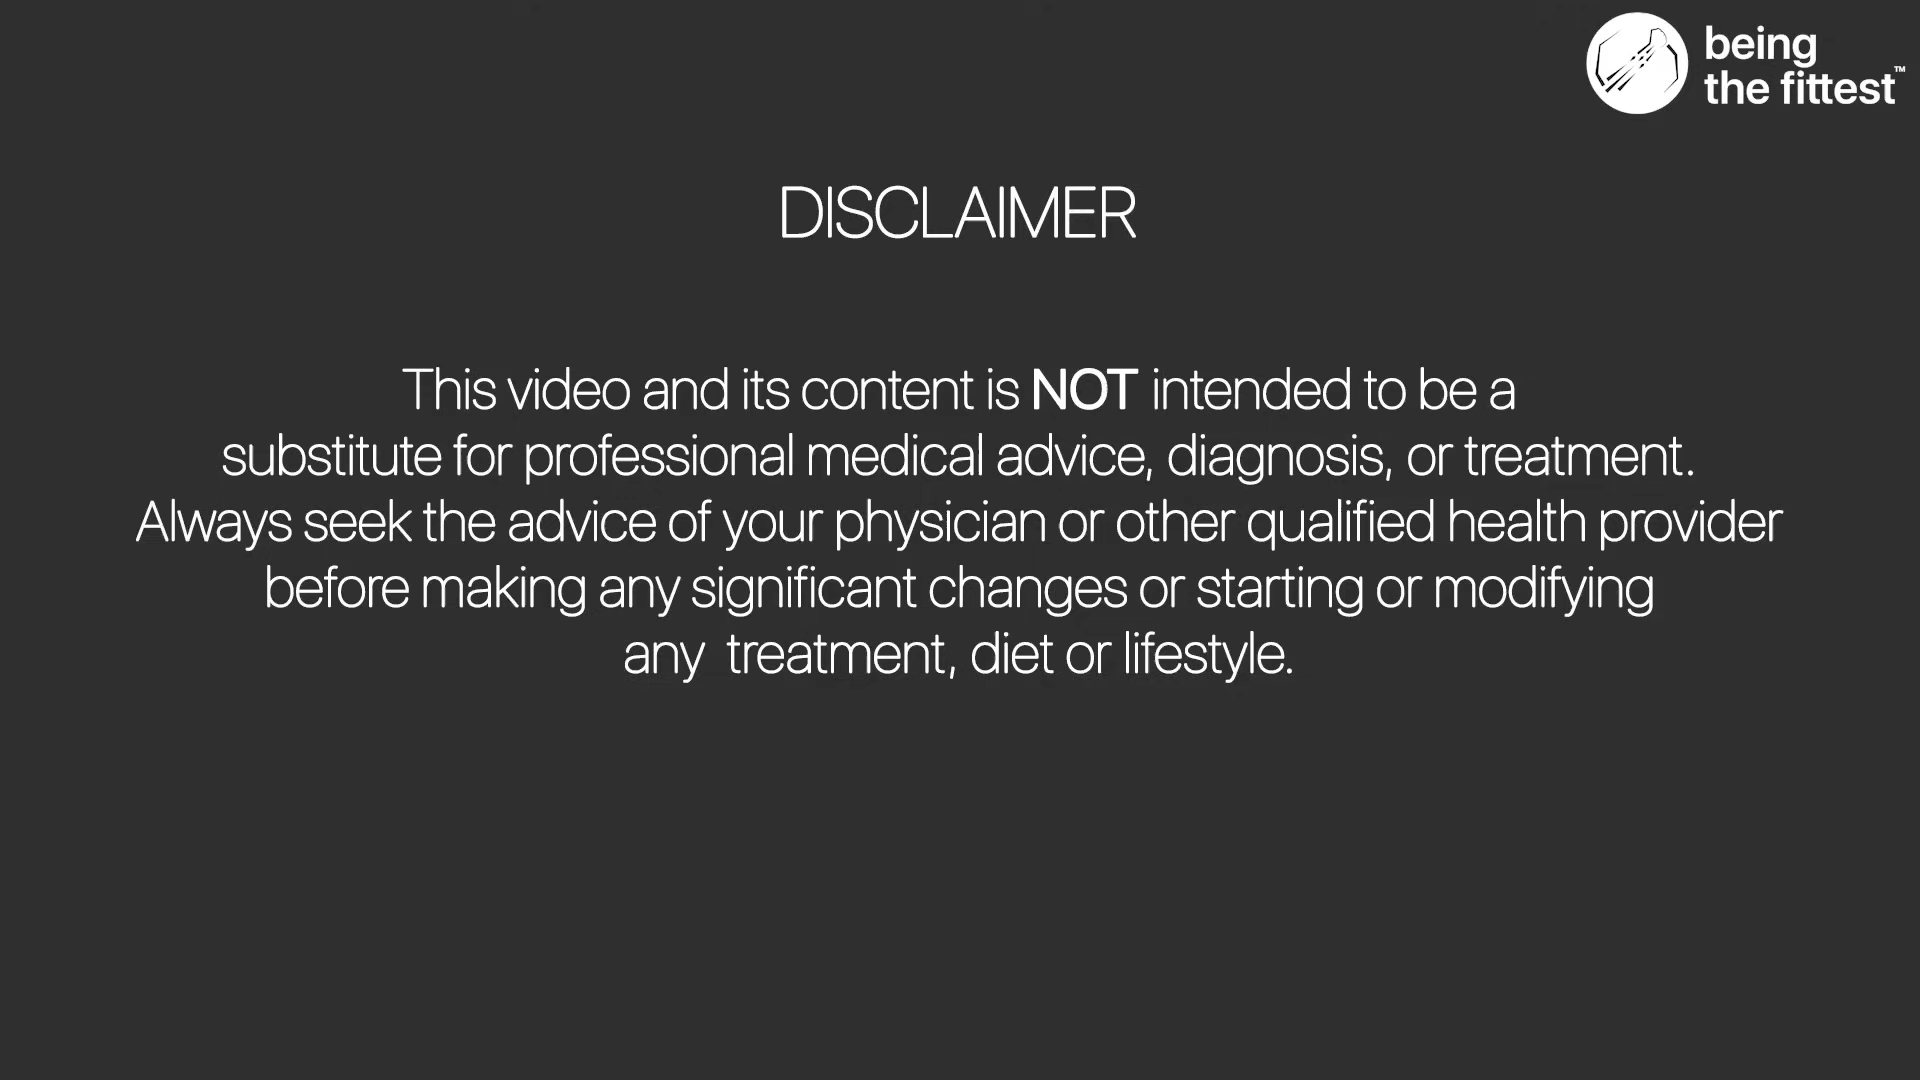 being
the fittest™
DISCLAIMER
This video and its content is NOT intended to be a
substitute for professional medical advice, diagnosis, or treatment.
Always seek the advice of your physician or other qualified health provider
before making any significant changes or starting or modifying
any  treatment, diet or lifestyle.